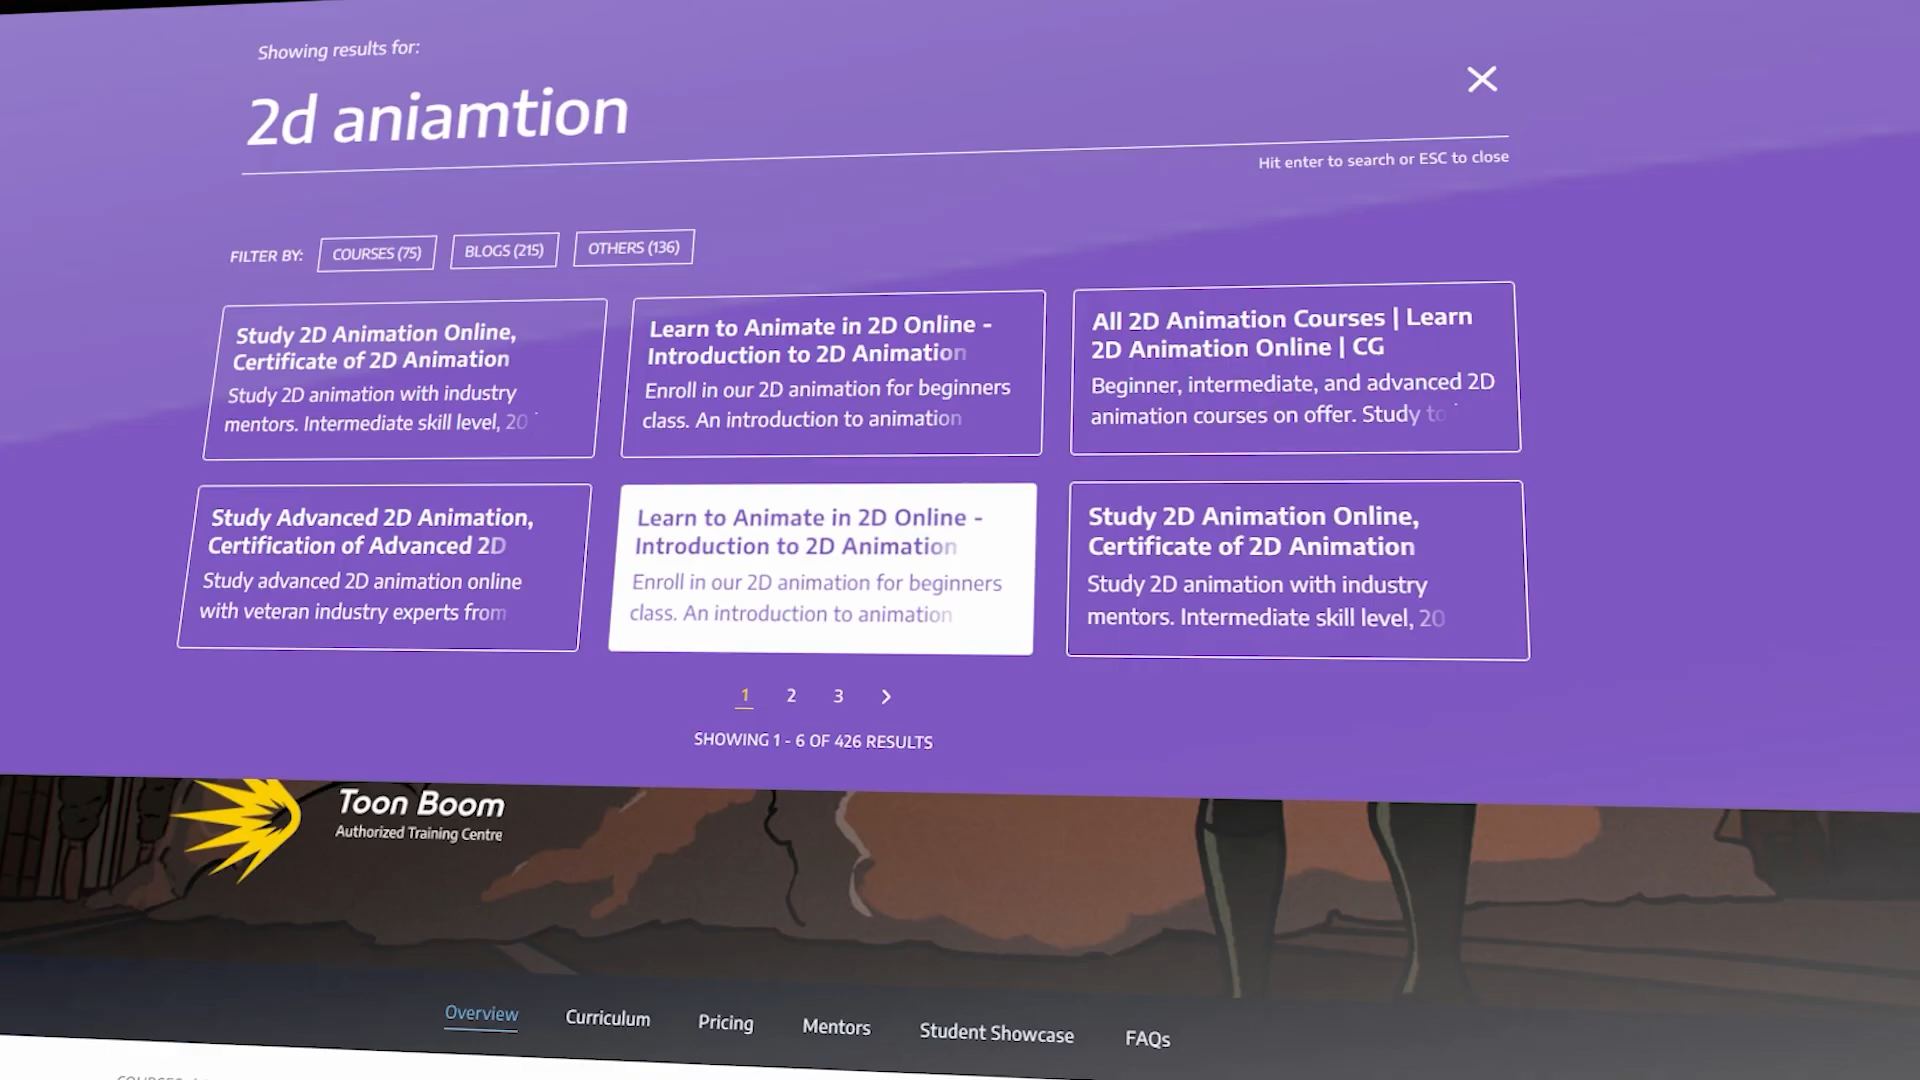 Showing results for:
2d aniamtion
Hit enter to search or ESC to close
FILTER BY: COURSES (75) BLOGS (215) OTHERS (136)
Study 2D Animation Online,
Certificate of 2D Animation
Study 2D animation with industry
mentors. Intermediate skill level, 20
Learn to Animate in 2D Online -
Introduction to 2D Animation
Enroll in our 2D animation for beginners
class. An introduction to animation
All 2D Animation Courses | Learn
2D Animation Online | CG
Beginner, intermediate, and advanced 2D
animation courses on offer. Study to
Study Advanced 2D Animation,
Certification of Advanced 2D
Study advanced 2D animation online
with veteran industry experts from
Learn to Animate in 2D Online -
Introduction to 2D Animation
Enroll in our 2D animation for beginners
class. An introduction to animation
Study 2D Animation Online,
Certificate of 2D Animation
Study 2D animation with industry
mentors. Intermediate skill level, 20
1 2 3
SHOWING 1 - 6 OF 426 RESULTS
Toon Boom
Authorized Training Centre
Overview Curriculum Pricing Mentors Student Showcase FAQs